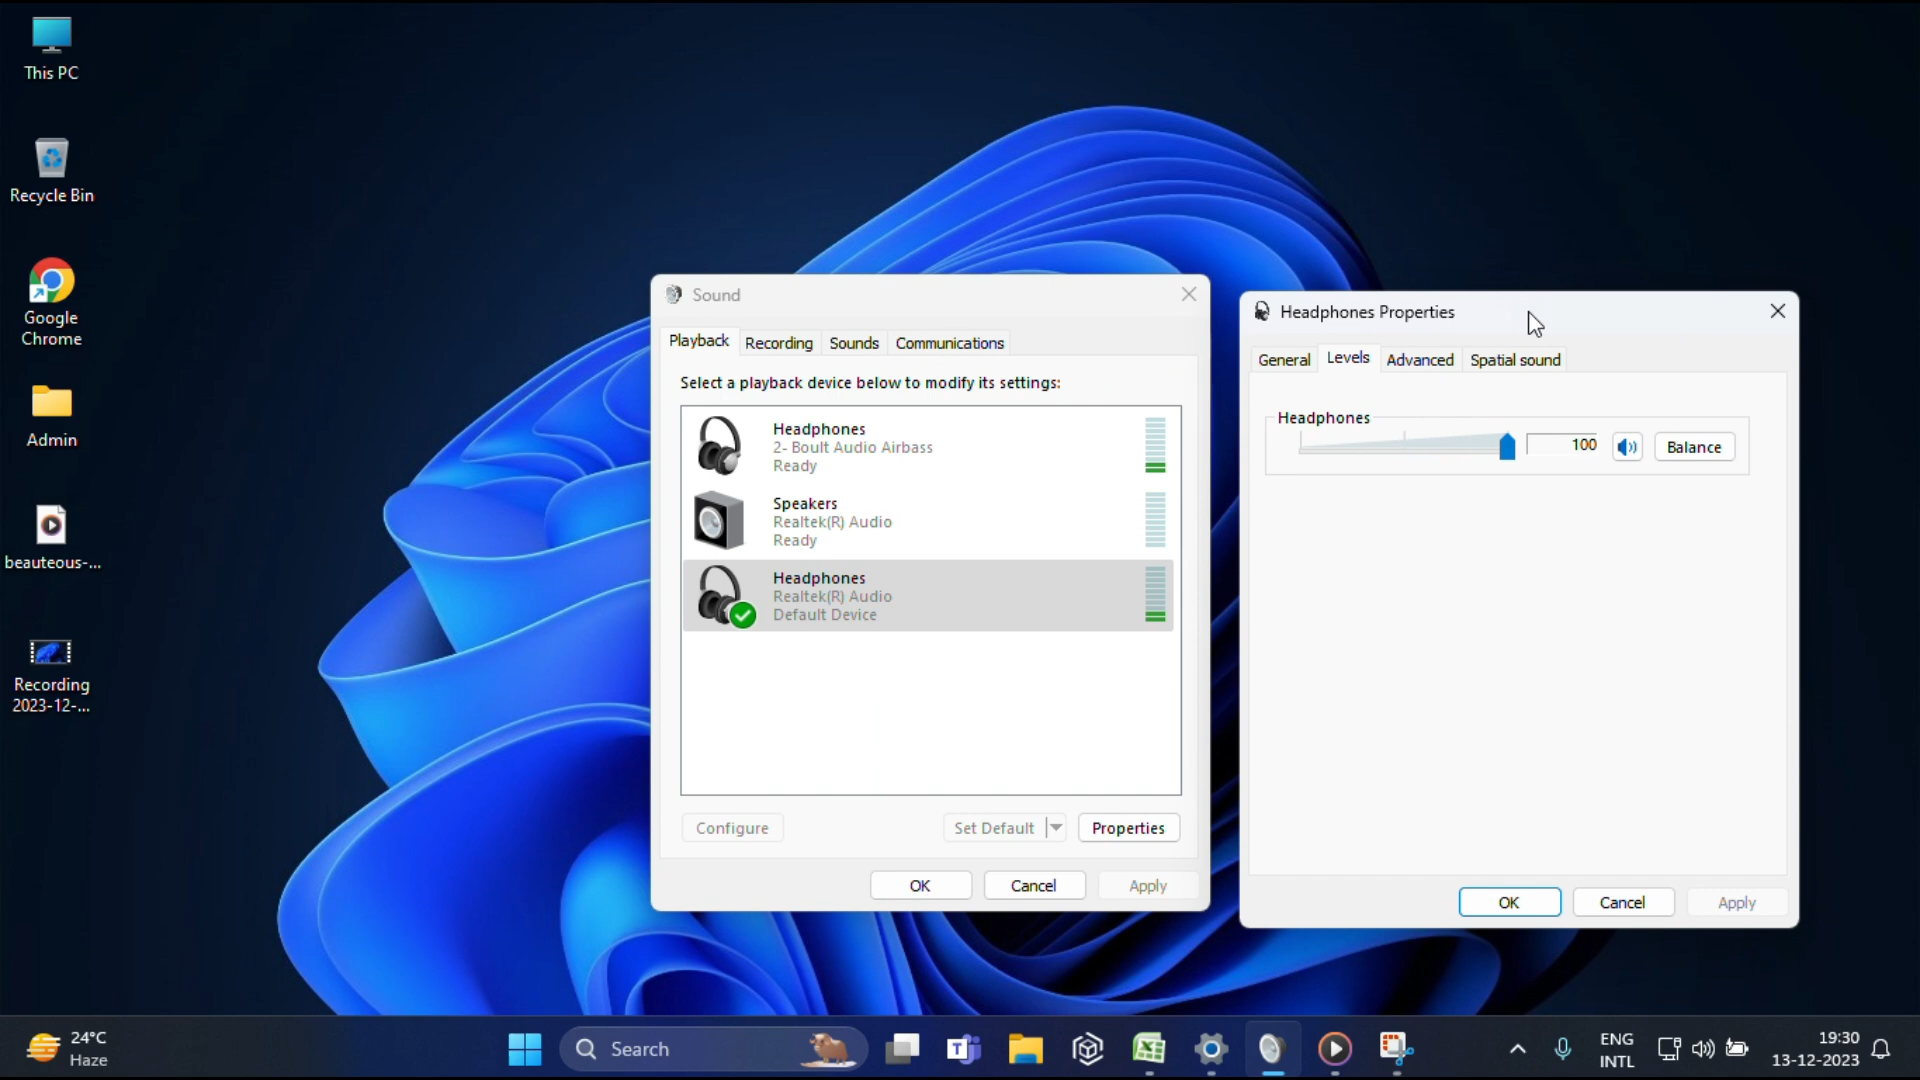 This PC
Recycle Bin
Google
Chrome
Admin
beauteous-...
Recording
2023-12-...
Sound
Playback
Recording
Sounds
Communications
Select a playback device below to modify its settings:
Headphones
2- Boult Audio Airbass
Ready
Speakers
Realtek(R) Audio
Ready
Headphones
Realtek(R) Audio
Default Device
Configure
Set Default
Properties
OK
Cancel
Apply
Headphones Properties
General
Levels
Advanced
Spatial sound
Headphones
100
Balance
OK
Cancel
Apply
24°C
Haze
Search
ENG
INTL
19:30
13-12-2023